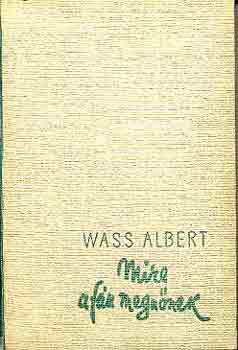 WASS ALBERT
Mire
a fák megnőnek